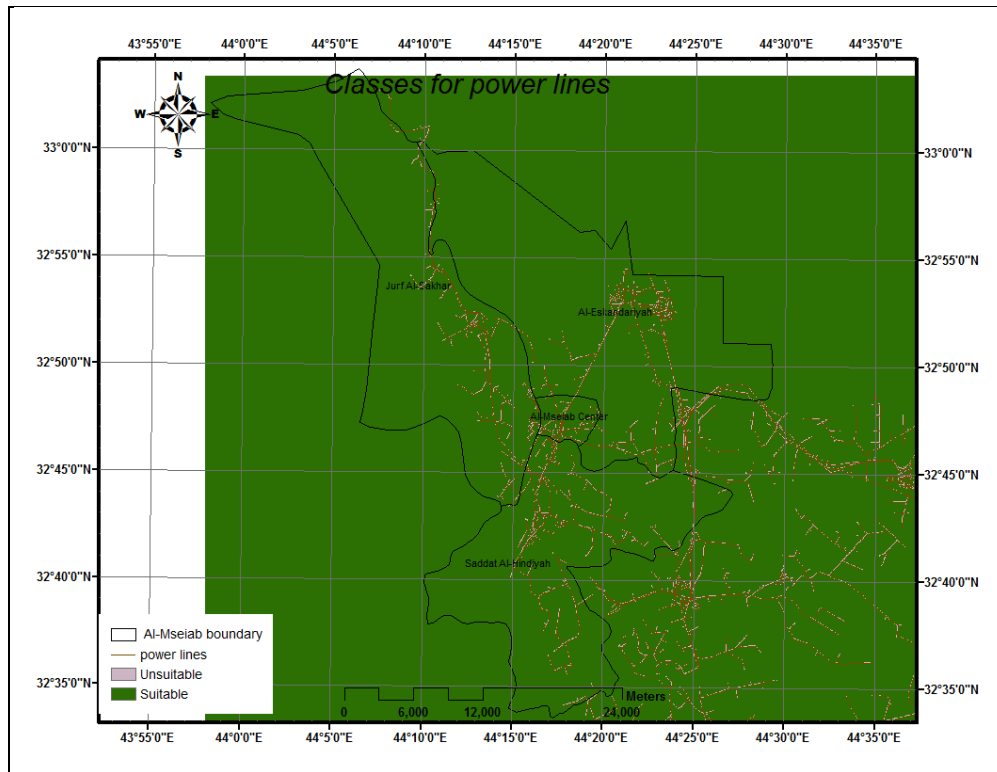 43°55'0"E 44°0'0"E 44°5'0"E 44°10'0"E 44°15'0"E 44°20'0"E 44°25'0"E 44°30'0"E 44°35'0"E
Classes for power lines
N
W E
S
33°0'0"N 33°0'0"N
32°55'0"N 32°55'0"N
Jurf Al-Sakhar
Al-Eskandariyah
32°50'0"N 32°50'0"N
Al-Mseiab Center
32°45'0"N 32°45'0"N
Saddat Al-Hindiyah
32°40'0"N 32°40'0"N
Al-Mseiab boundary
power lines
Unsuitable
Suitable
32°35'0"N 32°35'0"N
Meters
0 6,000 12,000 24,000
43°55'0"E 44°0'0"E 44°5'0"E 44°10'0"E 44°15'0"E 44°20'0"E 44°25'0"E 44°30'0"E 44°35'0"E